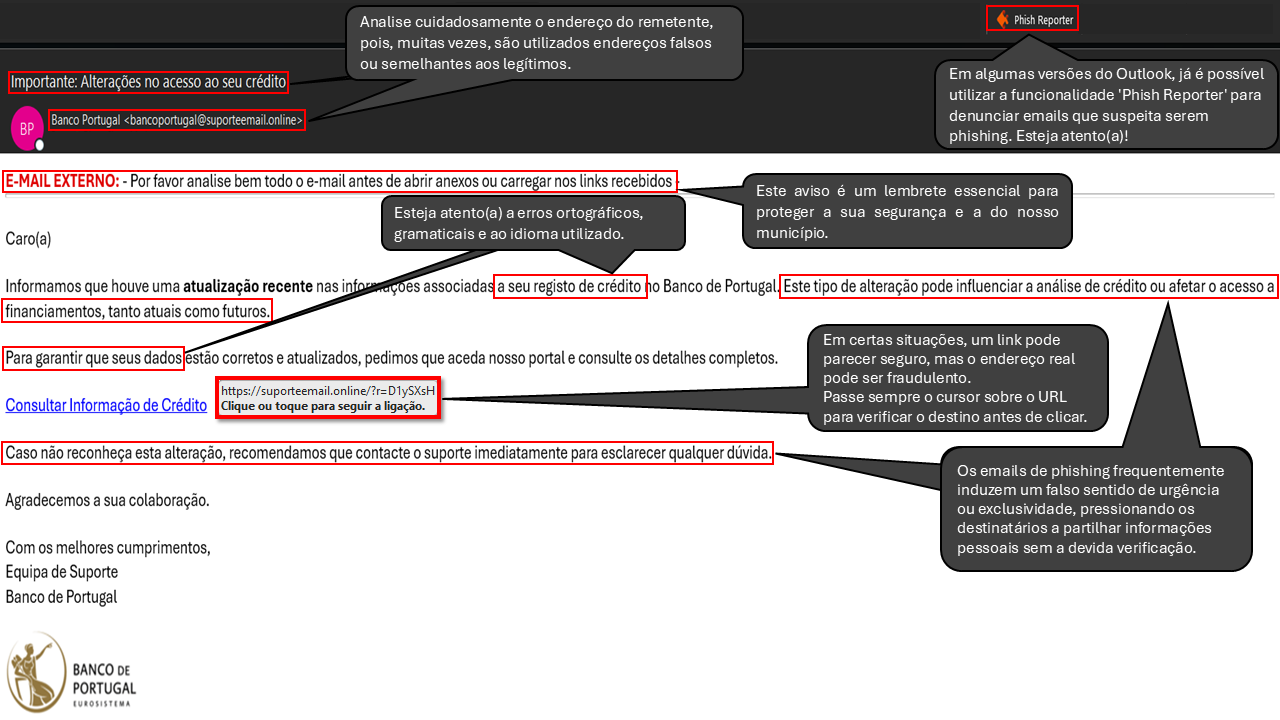 Phish Reporter
Analise cuidadosamente o endereço do remetente,
pois, muitas vezes, são utilizados endereços falsos
ou semelhantes aos legítimos.
Em algumas versões do Outlook, já é possível
utilizar a funcionalidade 'Phish Reporter' para
denunciar emails que suspeita serem
phishing. Esteja atento(a)!
Importante: Alterações no acesso ao seu crédito
BP
Banco Portugal <bancoportugal@suporteemail.online>
E-MAIL EXTERNO: - Por favor analise bem todo o e-mail antes de abrir anexos ou carregar nos links recebidos -
Este aviso é um lembrete essencial para
proteger a sua segurança e a do nosso
município.
Esteja atento(a) a erros ortográficos,
gramaticais e ao idioma utilizado.
Caro(a)
Informamos que houve uma atualização recente nas informações associadas a seu registo de crédito no Banco de Portugal. Este tipo de alteração pode influenciar a análise de crédito ou afetar o acesso a
financiamentos, tanto atuais como futuros.
Para garantir que seus dados estão corretos e atualizados, pedimos que aceda nosso portal e consulte os detalhes completos.
Em certas situações, um link pode
parecer seguro, mas o endereço real
pode ser fraudulento.
Passe sempre o cursor sobre o URL
para verificar o destino antes de clicar.
Consultar Informação de Crédito
https://suporteemail.online/?r=D1ySXsH
Clique ou toque para seguir a ligação.
Caso não reconheça esta alteração, recomendamos que contacte o suporte imediatamente para esclarecer qualquer dúvida.
Os emails de phishing frequentemente
induzem um falso sentido de urgência
ou exclusividade, pressionando os
destinatários a partilhar informações
pessoais sem a devida verificação.
Agradecemos a sua colaboração.
Com os melhores cumprimentos,
Equipa de Suporte
Banco de Portugal
BANCO DE
PORTUGAL
EUROSISTEMA